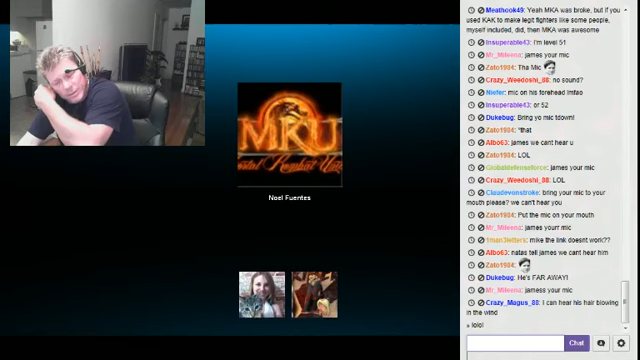 Meathook49: Yeah MKA was broke, but if you
used KAK to make legit fighters like some people,
myself included, did, then MKA was awesome
Insuperable43: I'm level 51
Mr_Mileena: james your mic
Zato1984: Tha Mic
Crazy_Weedoshi_88: no sound?
Niefer: mic on his forehead lmfao
Insuperable43: or 52
Dukebug: Bring yo mic tdown!
Zato1984: *that
Albo63: james we cant hear u
Zato1984: LOL
james your mic
Crazy_Weedoshi_88: LOL
Claudevonstroke: bring your mic to your
mouth please? we can't hear you
Zato1984: Put the mic on your mouth
Mr_Mileena: james yourr mic
1man3letters: mike the link doesnt work??
Albo63: natas tell james we cant hear him
Zato1984:
Dukebug: He's FAR AWAY!
Mr_Mileena: jamess your mic
Crazy_Magus_88: I can hear his hair blowing
in the wind
» lolo!
Chat
MKU
Noel Fuentes